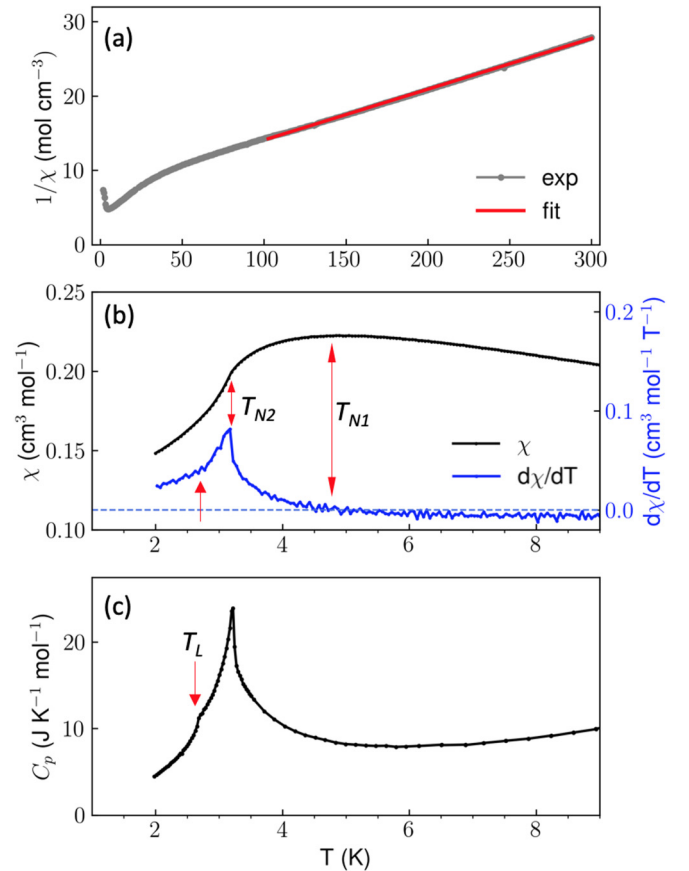 (a)
30
20
10
0
1/χ (mol cm⁻³)
exp
fit
0 50 100 150 200 250 300
(b)
0.25
0.20
0.15
0.10
χ (cm³ mol⁻¹)
T_N2
T_N1
χ
dχ/dT
0.2
0.1
0.0
dχ/dT (cm³ mol⁻¹ T⁻¹)
2 4 6 8
(c)
20
10
0
C_p (J K⁻¹ mol⁻¹)
T_L
2 4 6 8
T (K)